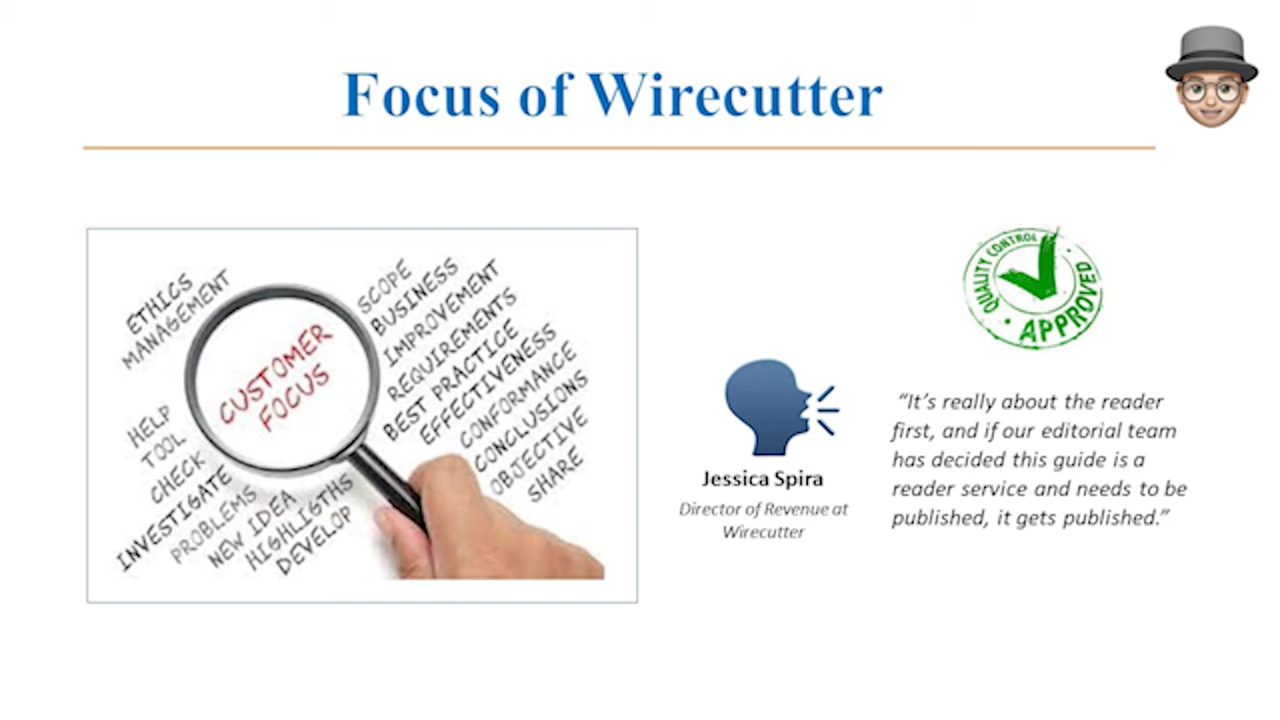 Focus of Wirecutter
ETHICS
MANAGEMENT
CUSTOMER
FOCUS
SCOPE
BUSINESS
IMPROVEMENT
REQUIREMENTS
BEST PRACTICE
EFFECTIVENESS
CONFORMANCE
CONCLUSIONS
OBJECTIVE
SHARE
HELP
TOOL
CHECK
INVESTIGATE
PROBLEMS
NEW IDEA
HIGHLIGTHS
DEVELOP
QUALITY CONTROL
APPROVED
Jessica Spira
Director of Revenue at
Wirecutter
“It’s really about the reader
first, and if our editorial team
has decided this guide is a
reader service and needs to be
published, it gets published.”